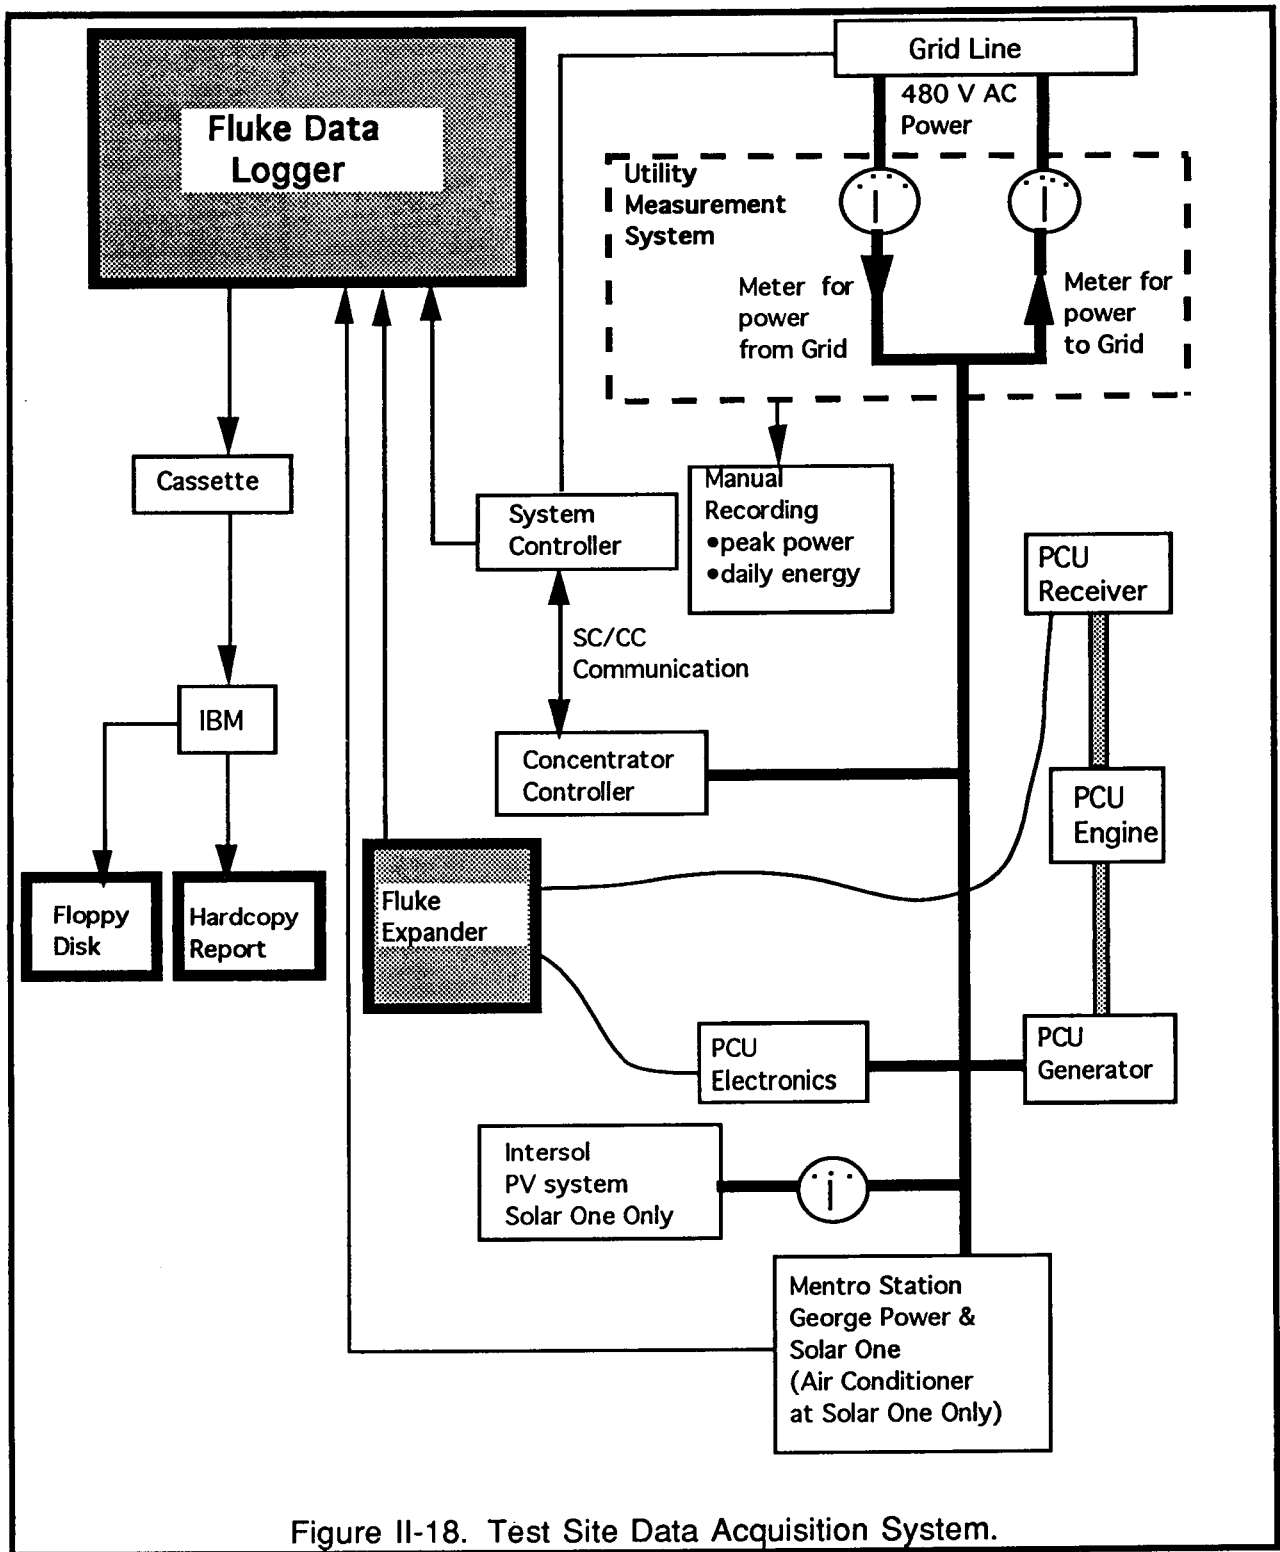 Grid Line
480 V AC
Power
Fluke Data
Logger
Utility
Measurement
System
Meter for
power
from Grid
Meter for
power
to Grid
Cassette
System
Controller
Manual
Recording
•peak power
•daily energy
PCU
Receiver
SC/CC
Communication
IBM
Concentrator
Controller
PCU
Engine
Floppy
Disk
Hardcopy
Report
Fluke
Expander
PCU
Electronics
PCU
Generator
Intersol
PV system
Solar One Only
Mentro Station
George Power &
Solar One
(Air Conditioner
at Solar One Only)
Figure II-18. Test Site Data Acquisition System.